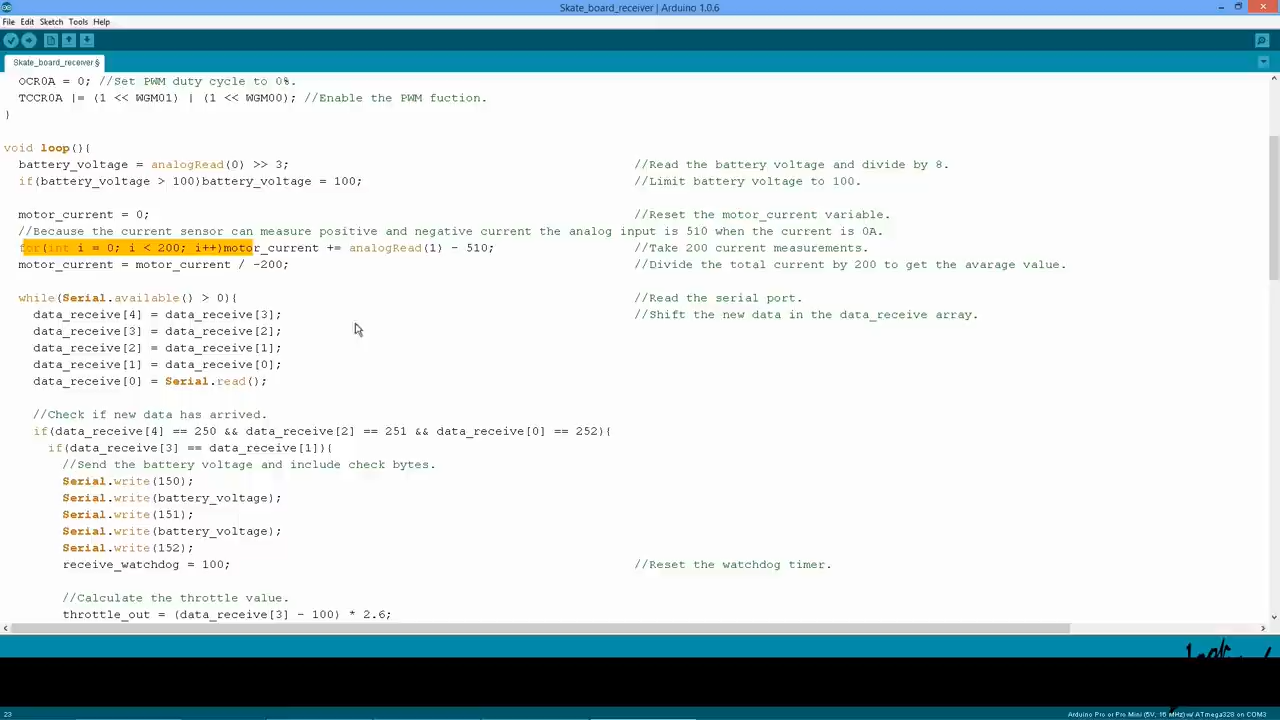 Skate_board_receiver | Arduino 1.0.6
File Edit Sketch Tools Help
Skate_board_receiver §
OCR0A = 0; //Set PWM duty cycle to 0%.
TCCR0A |= (1 << WGM01) | (1 << WGM00); //Enable the PWM fuction.
}
void loop(){
battery_voltage = analogRead(0) >> 3; //Read the battery voltage and divide by 8.
if(battery_voltage > 100)battery_voltage = 100; //Limit battery voltage to 100.
motor_current = 0; //Reset the motor_current variable.
//Because the current sensor can measure positive and negative current the analog input is 510 when the current is 0A.
for(int i = 0; i < 200; i++)motor_current += analogRead(1) - 510; //Take 200 current measurements.
motor_current = motor_current / -200; //Divide the total current by 200 to get the avarage value.
while(Serial.available() > 0){ //Read the serial port.
data_receive[4] = data_receive[3]; //Shift the new data in the data_receive array.
data_receive[3] = data_receive[2];
data_receive[2] = data_receive[1];
data_receive[1] = data_receive[0];
data_receive[0] = Serial.read();
//Check if new data has arrived.
if(data_receive[4] == 250 && data_receive[2] == 251 && data_receive[0] == 252){
if(data_receive[3] == data_receive[1]){
//Send the battery voltage and include check bytes.
Serial.write(150);
Serial.write(battery_voltage);
Serial.write(151);
Serial.write(battery_voltage);
Serial.write(152);
receive_watchdog = 100; //Reset the watchdog timer.
//Calculate the throttle value.
throttle_out = (data_receive[3] - 100) * 2.6;
23 Arduino Pro or Pro Mini (5V, 16 MHz) w/ ATmega328 on COM3